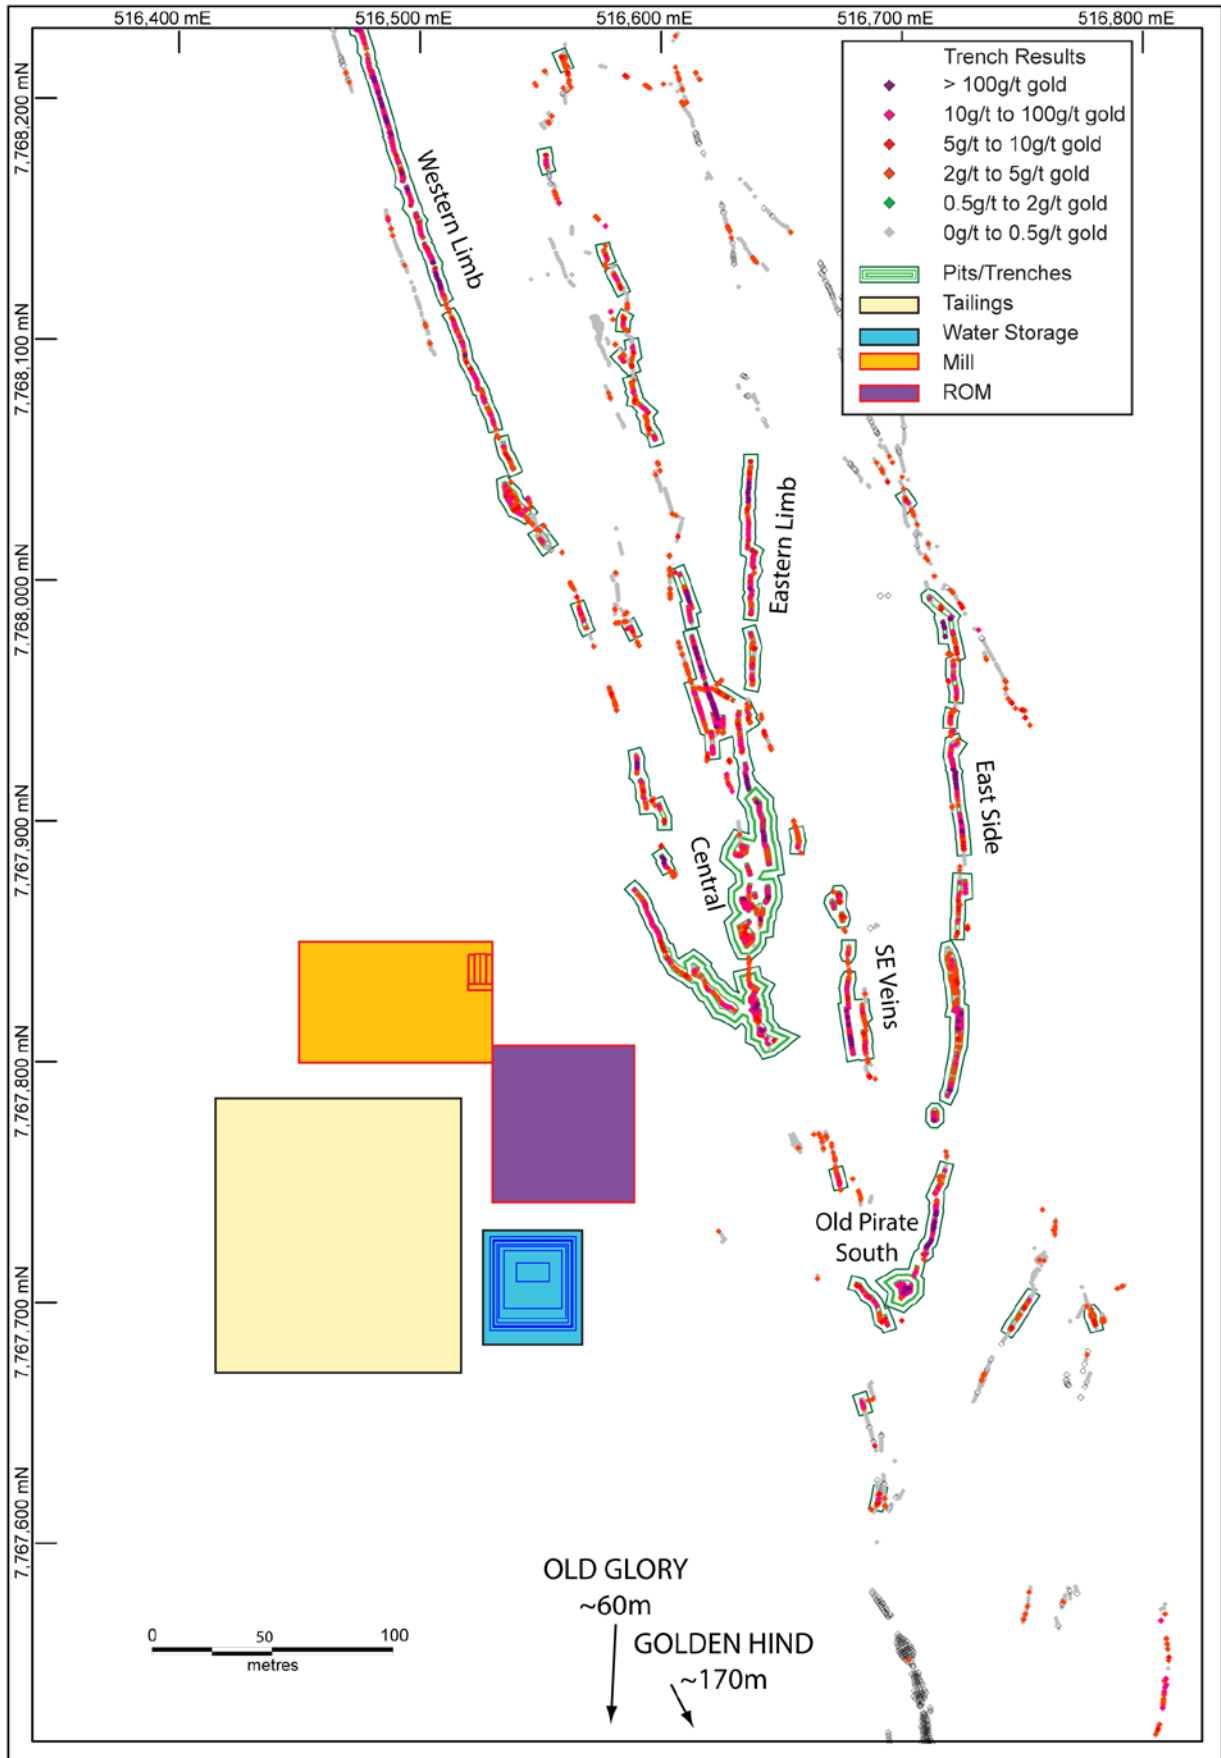 516,400 mE
516,500 mE
516,600 mE
516,700 mE
516,800 mE
7,768,200 mN
7,768,100 mN
7,768,000 mN
7,767,900 mN
7,767,800 mN
7,767,700 mN
7,767,600 mN
Trench Results
> 100g/t gold
10g/t to 100g/t gold
5g/t to 10g/t gold
2g/t to 5g/t gold
0.5g/t to 2g/t gold
0g/t to 0.5g/t gold
Pits/Trenches
Tailings
Water Storage
Mill
ROM
Western Limb
Eastern Limb
East Side
Central
SE Veins
Old Pirate
South
OLD GLORY
~60m
GOLDEN HIND
~170m
0 50 100
metres